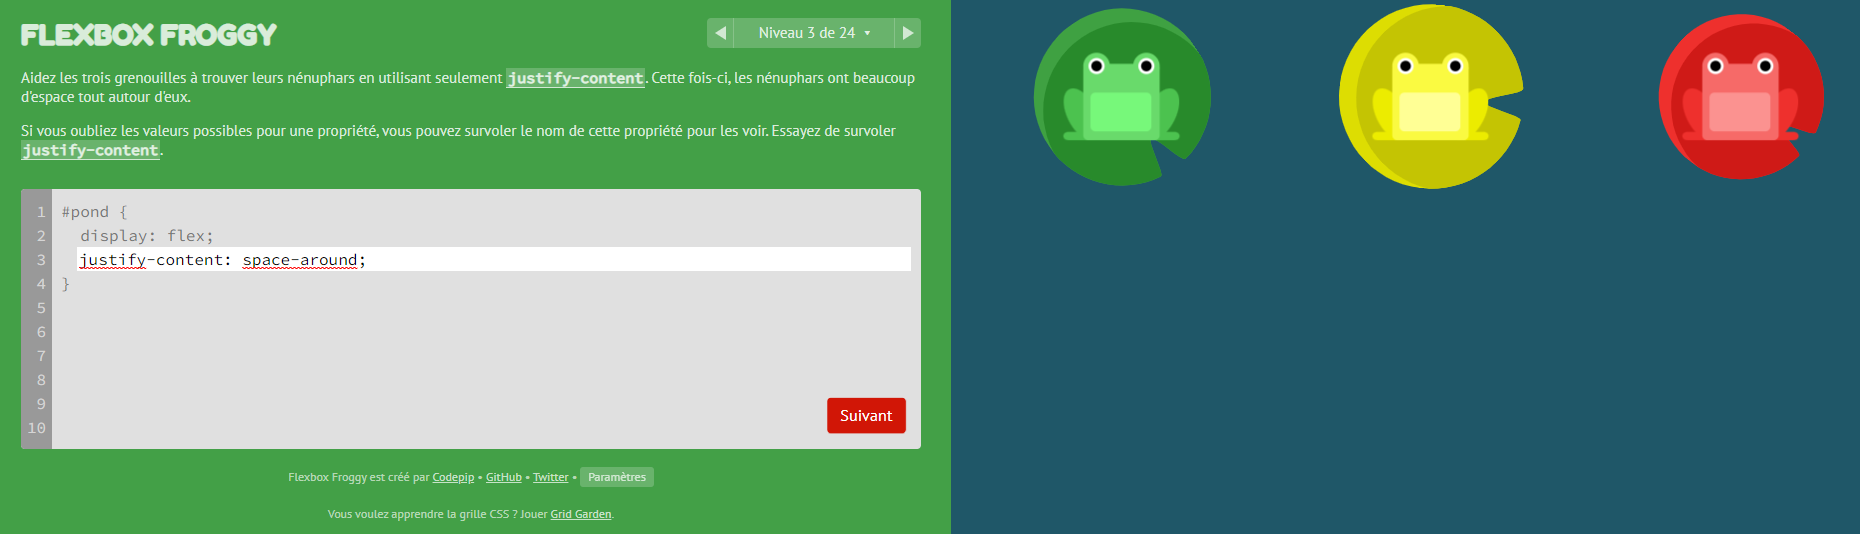 FLEXBOX FROGGY
Niveau 3 de 24
Aidez les trois grenouilles à trouver leurs nénuphars en utilisant seulement justify-content. Cette fois-ci, les nénuphars ont beaucoup
d'espace tout autour d'eux.
Si vous oubliez les valeurs possibles pour une propriété, vous pouvez survoler le nom de cette propriété pour les voir. Essayez de survoler
justify-content.
1 #pond {
2 display: flex;
3 justify-content: space-around;
4 }
5
6
7
8
9
10
Suivant
Flexbox Froggy est créé par Codepip • GitHub • Twitter • Paramètres
Vous voulez apprendre la grille CSS ? Jouer Grid Garden.